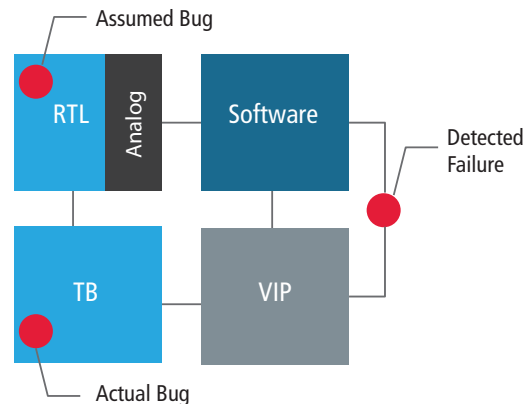 Assumed Bug
RTL
Analog
Software
Detected
Failure
TB
VIP
Actual Bug